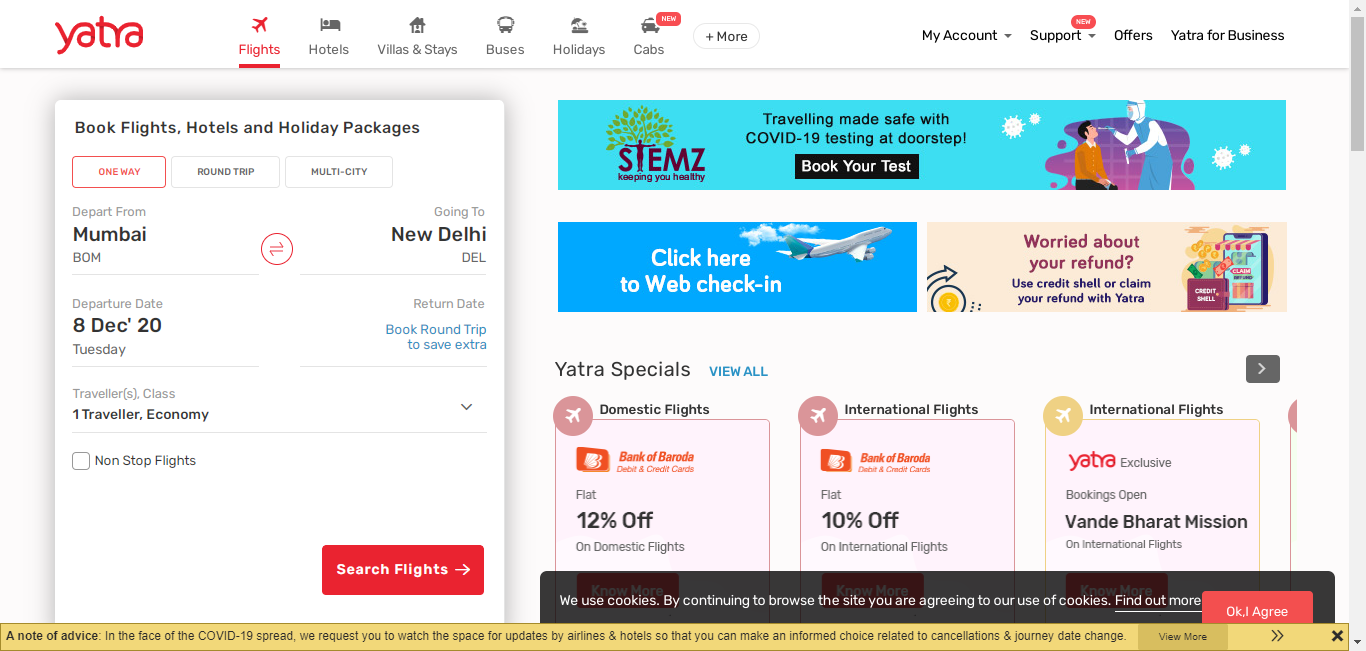 yatra
Flights
Hotels
Villas & Stays
Buses
Holidays
NEW
Cabs
+ More
My Account
NEW
Support
Offers
Yatra for Business
Book Flights, Hotels and Holiday Packages
ONE WAY
ROUND TRIP
MULTI-CITY
Depart From
Mumbai
BOM
Going To
New Delhi
DEL
Departure Date
8 Dec' 20
Tuesday
Return Date
Book Round Trip
to save extra
Traveller(s), Class
1 Traveller, Economy
Non Stop Flights
Search Flights
STEMZ
keeping you healthy
Travelling made safe with
COVID-19 testing at doorstep!
Book Your Test
Click here
to Web check-in
Worried about
your refund?
Use credit shell or claim
your refund with Yatra
CLAIM
REFUND
CREDIT
SHELL
Yatra Specials
VIEW ALL
Domestic Flights
Bank of Baroda
Debit & Credit Cards
Flat
12% Off
On Domestic Flights
Know More
International Flights
Bank of Baroda
Debit & Credit Cards
Flat
10% Off
On International Flights
Know More
International Flights
yatra Exclusive
Bookings Open
Vande Bharat Mission
On International Flights
Know More
We use cookies. By continuing to browse the site you are agreeing to our use of cookies. Find out more
Ok,I Agree
A note of advice: In the face of the COVID-19 spread, we request you to watch the space for updates by airlines & hotels so that you can make an informed choice related to cancellations & journey date change.
View More